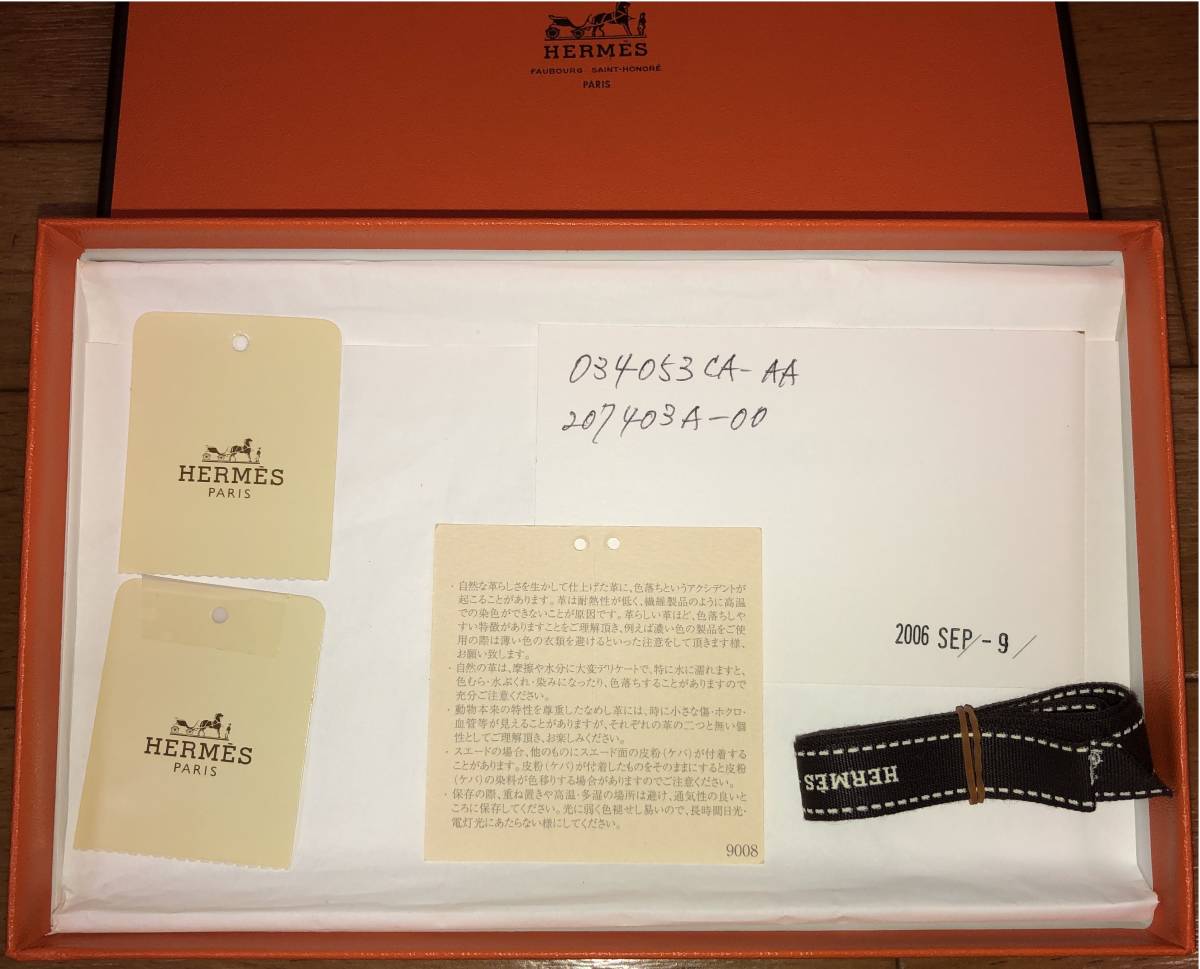 HERMÈS
FAUBOURG SAINT-HONORÉ
PARIS
034053CA-AA
207403A-00
HERMÈS
PARIS
・自然な革らしさを生かして仕上げた革に、色落ちというアクシデントが
起こることがあります。革は耐熱性が低く、繊維製品のように高温
での染色ができないことが原因です。革らしい革ほど、色落ちしや
すい特徴がありますことをご理解頂き、例えば濃い色の製品をご使
用の際は薄い色の衣類を避けるといった注意をして頂きます様、
お願い致します。
・自然の革は、摩擦や水分に大変デリケートで、特に水に濡れますと、
色むら・水ぶくれ・染みになったり、色落ちすることがありますので
充分ご注意ください。
・動物本来の特性を尊重したなめし革には、時に小さな傷・ホクロ・
血管等が見えることがありますが、それぞれの革の二つと無い個
性としてご理解頂き、お楽しみください。
・スエードの場合、他のものにスエード面の皮粉(ケバ)が付着する
ことがあります。皮粉(ケバ)が付着したものをそのままにすると皮粉
(ケバ)の染料が色移りする場合がありますのでご注意ください。
・保存の際、重ね置きや高温・多湿の場所は避け、通気性の良いと
ころに保存してください。光に弱く色褪せし易いので、長時間日光・
電灯光にあたらない様にしてください。
9008
2006 SEP -9
HERMÈS
PARIS
HERMÈS